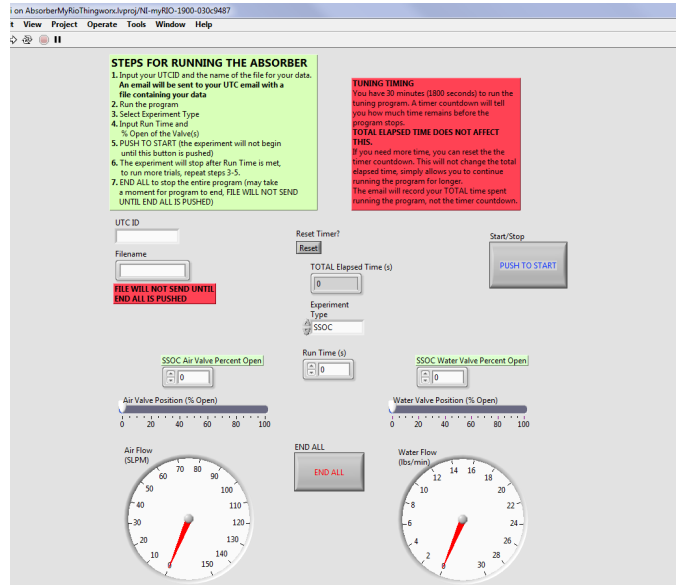 i on AbsorberMyRioThingworx.lvproj/NI-myRIO-1900-030c9487
t View Project Operate Tools Window Help
STEPS FOR RUNNING THE ABSORBER
1. Input your UTCID and the name of the file for your data.
An email will be sent to your UTC email with a
file containing your data
2. Run the program
3. Select Experiment Type
4. Input Run Time and
% Open of the Valve(s)
5. PUSH TO START (the experiment will not begin
until this button is pushed)
6. The experiment will stop after Run Time is met,
to run more trials, repeat steps 3-5.
7. END ALL to stop the entire program (may take
a moment for program to end, FILE WILL NOT SEND
UNTIL END ALL IS PUSHED)
TUNING TIMING
You have 30 minutes (1800 seconds) to run the
tuning program. A timer countdown will tell
you how much time remains before the
program stops.
TOTAL ELAPSED TIME DOES NOT AFFECT
THIS.
If you need more time, you can reset the the
timer countdown. This will not change the total
elapsed time, simply allows you to continue
running the program for longer.
The email will record your TOTAL time spent
running the program, not the timer countdown.
UTC ID
Filename
FILE WILL NOT SEND UNTIL
END ALL IS PUSHED
Reset Timer?
Reset
TOTAL Elapsed Time (s)
0
Experiment
Type
SSOC
Start/Stop
PUSH TO START
SSOC Air Valve Percent Open
0
Run Time (s)
0
SSOC Water Valve Percent Open
0
Air Valve Position (% Open)
0 20 40 60 80 100
Water Valve Position (% Open)
0 20 40 60 80 100
Air Flow
(SLPM)
0 10 20 30 40 50 60 70 80 90 100 110 120 130 140 150
END ALL
END ALL
Water Flow
(lbs/min)
0 2 4 6 8 10 12 14 16 18 20 22 24 26 28 30